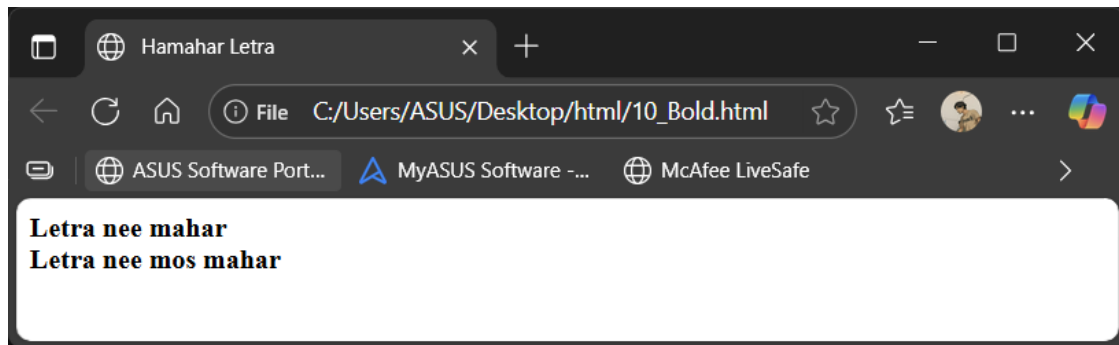 Hamahar Letra
File C:/Users/ASUS/Desktop/html/10_Bold.html
ASUS Software Port... MyASUS Software -... McAfee LiveSafe
Letra nee mahar
Letra nee mos mahar